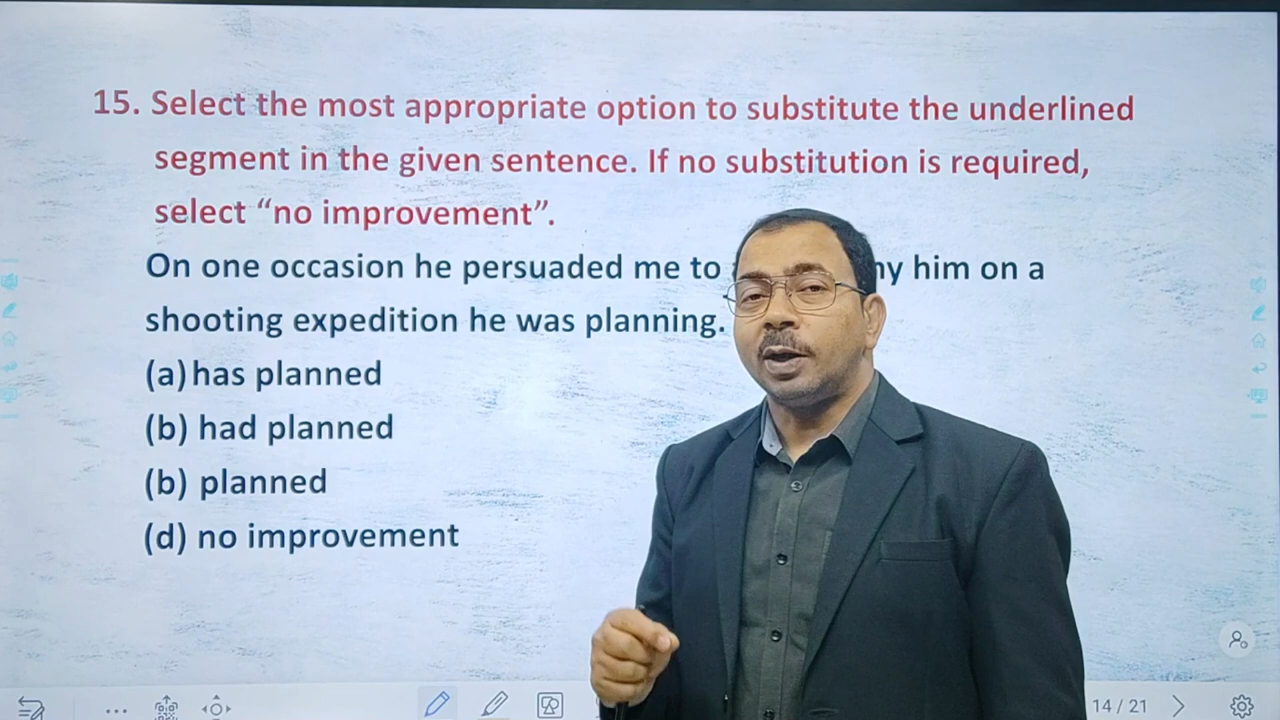 15. Select the most appropriate option to substitute the underlined
segment in the given sentence. If no substitution is required,
select “no improvement”.
On one occasion he persuaded me to him on a
shooting expedition he was planning.
(a) has planned
(b) had planned
(b) planned
(d) no improvement
14 / 21